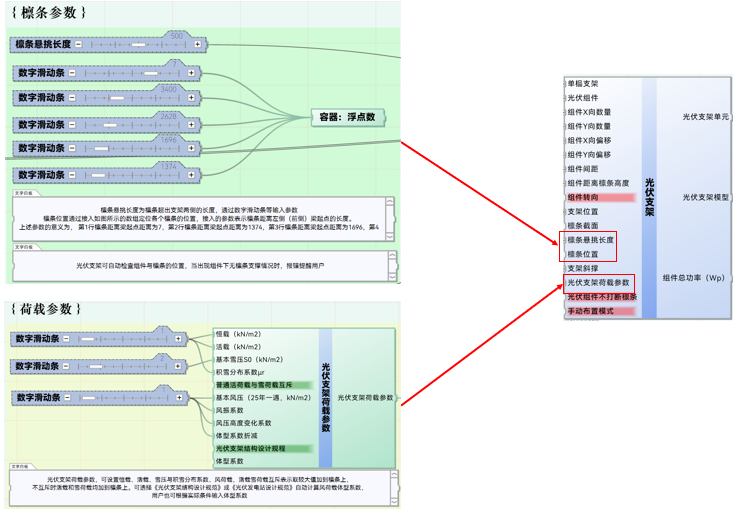 { 檩条参数 }
檩条悬挑长度
500
数字滑动条
7
数字滑动条
3400
数字滑动条
2628
数字滑动条
1696
数字滑动条
1374
容器：浮点数
文字白板
檩条悬挑长度为檩条超出支架两侧的长度，通过数字滑动条等输入参数
檩条位置通过接入如图所示的数组定位各个檩条的位置，接入的参数表示檩条距离左侧（前侧）梁起点的长度。
上述参数的意义为，第1行檩条距离梁起点距离为7，第2行檩条距离梁起点距离为1374，第3行檩条距离梁起点距离为1696，第4
文字白板
光伏支架可自动检查组件与檩条的位置，当出现组件下无檩条支撑情况时，报错提醒用户
{ 荷载参数 }
数字滑动条
1
数字滑动条
2
数字滑动条
1
恒载（kN/m2）
活载（kN/m2）
基本雪压S0（kN/m2）
积雪分布系数μr
普通活荷载与雪荷载互斥
基本风压（25年一遇，kN/m2）
风振系数
风压高度变化系数
体型系数折减
光伏支架结构设计规程
体型系数
光伏支架荷载参数
光伏支架荷载参数
文字白板
光伏支架荷载参数，可设置恒载、活载、雪压与积雪分布系数、风荷载，活载雪荷载互斥表示取较大值加到檩条上，
不互斥时活载和雪荷载均加到檩条上。可选择《光伏支架结构设计规范》或《光伏发电站设计规范》自动计算风荷载体型系数，
用户也可根据实际条件输入体型系数
单榀支架
光伏组件
组件X向数量
组件Y向数量
组件X向偏移
组件Y向偏移
组件间距
组件距离檩条高度
组件转向
支架位置
檩条截面
檩条悬挑长度
檩条位置
支架斜撑
光伏支架荷载参数
光伏组件不打断檩条
手动布置模式
光伏支架
光伏支架单元
光伏支架模型
组件总功率（Wp）